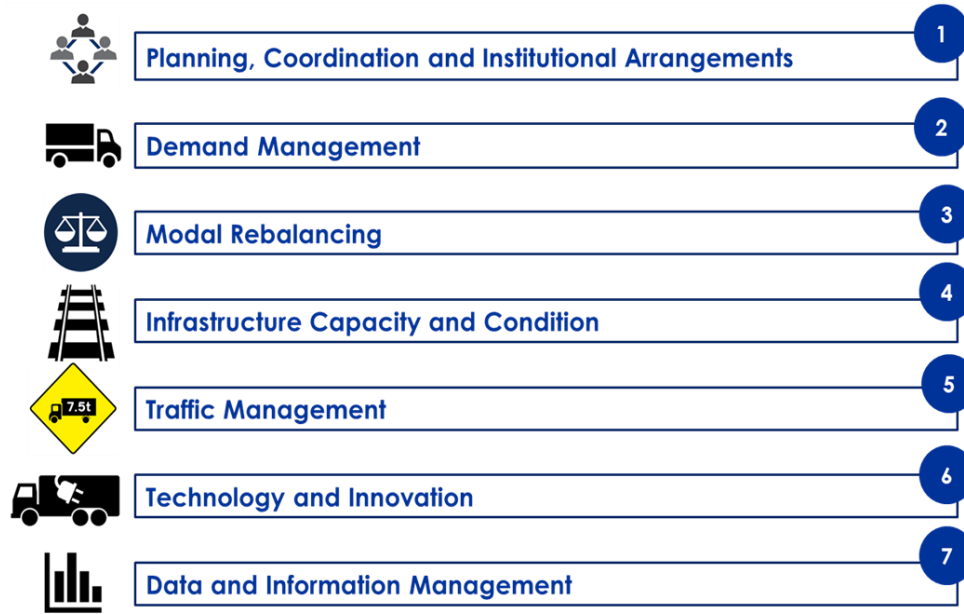 1
Planning, Coordination and Institutional Arrangements
2
Demand Management
3
Modal Rebalancing
4
Infrastructure Capacity and Condition
5
7.5t
Traffic Management
6
Technology and Innovation
7
Data and Information Management